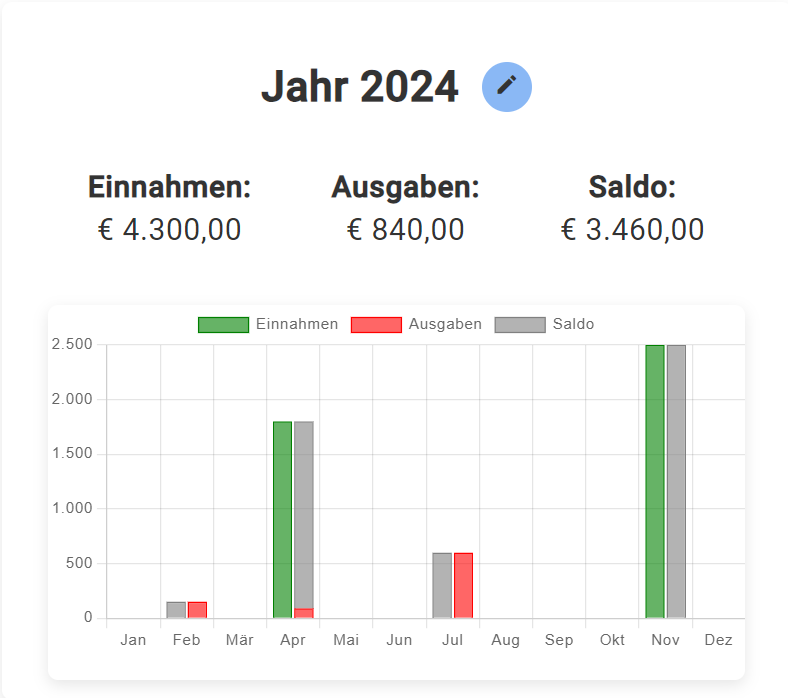 Jahr 2024
Einnahmen: Ausgaben: Saldo:
€ 4.300,00 € 840,00 € 3.460,00
Einnahmen Ausgaben Saldo
2.500
2.000
1.500
1.000
500
0
Jan Feb Mär Apr Mai Jun Jul Aug Sep Okt Nov Dez